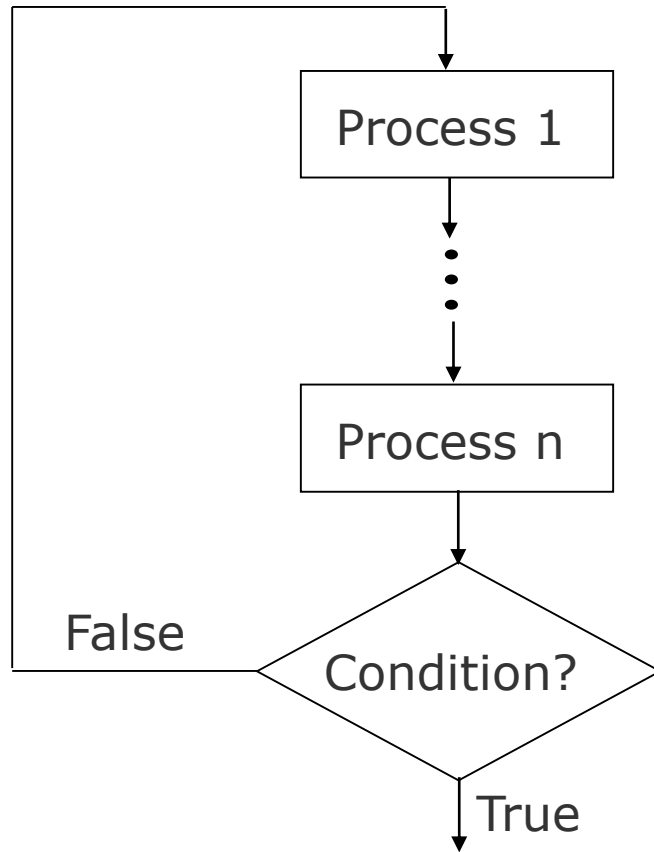 Process 1
Process n
False
Condition?
True